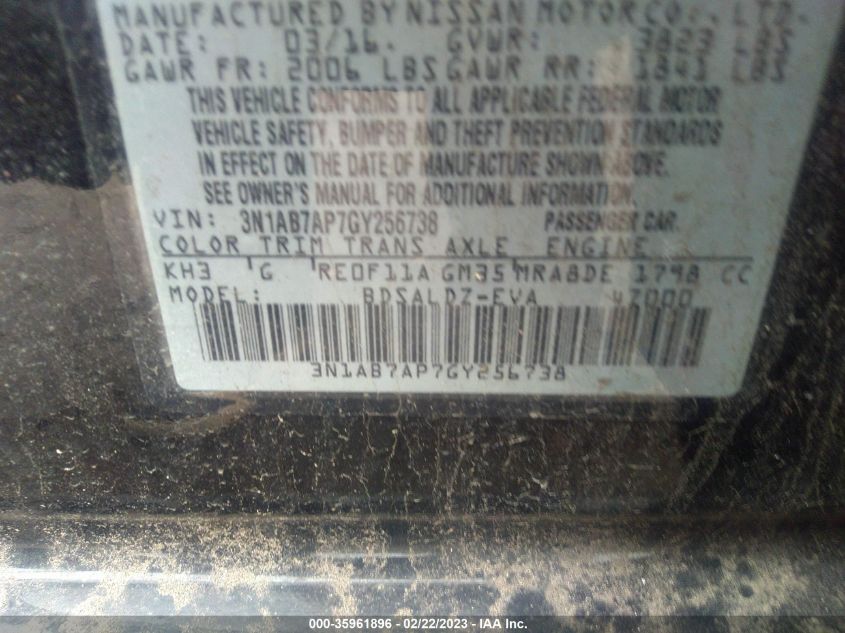 MANUFACTURED BY NISSAN MOTOR CO., LTD.
DATE: 03/16. GVWR: 3823 LBS
GAWR FR: 2006 LBS GAWR RR: 1841 LBS
THIS VEHICLE CONFORMS TO ALL APPLICABLE FEDERAL MOTOR
VEHICLE SAFETY, BUMPER AND THEFT PREVENTION STANDARDS
IN EFFECT ON THE DATE OF MANUFACTURE SHOWN ABOVE.
SEE OWNER'S MANUAL FOR ADDITIONAL INFORMATION.
VIN: 3N1AB7AP7GY256738 PASSENGER CAR.
COLOR TRIM TRANS AXLE ENGINE
KH3 G RE0F11A GM35 MRA8DE 1798 CC
MODEL: BDSALDZ-EVA 47000
3N1AB7AP7GY256738
000-35961896 - 02/22/2023 - IAA Inc.